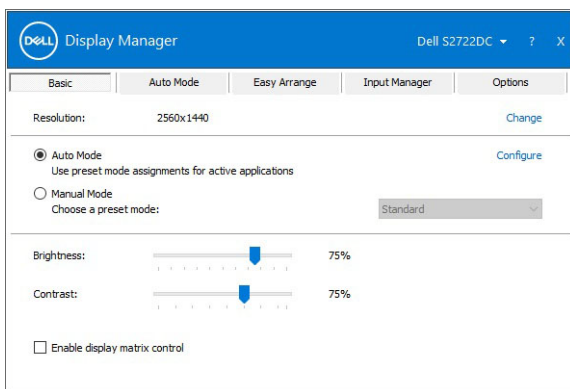 DELL Display Manager Dell S2722DC ? X
Basic Auto Mode Easy Arrange Input Manager Options
Resolution: 2560x1440 Change
Auto Mode Configure
Use preset mode assignments for active applications
Manual Mode
Choose a preset mode: Standard
Brightness: 75%
Contrast: 75%
Enable display matrix control